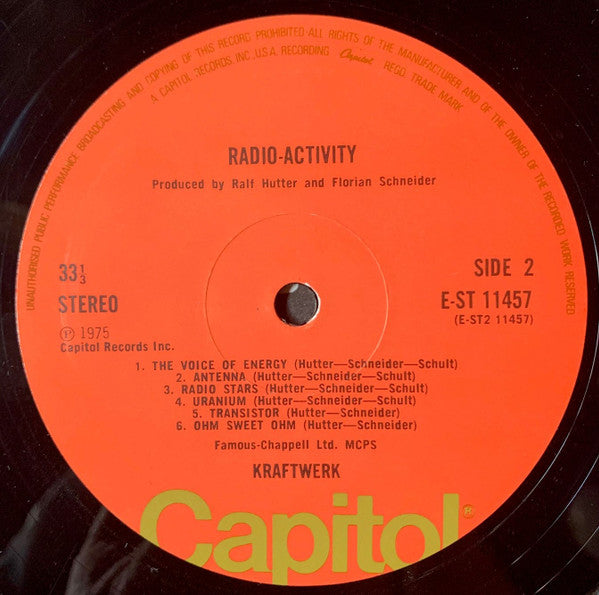 UNAUTHORISED PUBLIC PERFORMANCE BROADCASTING AND COPYING OF THIS RECORD PROHIBITED ALL RIGHTS OF THE MANUFACTURER AND OF THE OWNER OF THE RECORDED WORK RESERVED
A CAPITOL RECORDS INC. U.S.A. RECORDING Capitol REGD TRADE MARK
RADIO-ACTIVITY
Produced by Ralf Hutter and Florian Schneider
33⅓ SIDE 2
STEREO E-ST 11457
(E-ST2 11457)
℗ 1975
Capitol Records Inc.
1. THE VOICE OF ENERGY (Hutter—Schneider—Schult)
2. ANTENNA (Hutter—Schneider—Schult)
3. RADIO STARS (Hutter—Schneider—Schult)
4. URANIUM (Hutter—Schneider—Schult)
5. TRANSISTOR (Hutter—Schneider)
6. OHM SWEET OHM (Hutter—Schneider)
Famous-Chappell Ltd. MCPS
KRAFTWERK
Capitol®